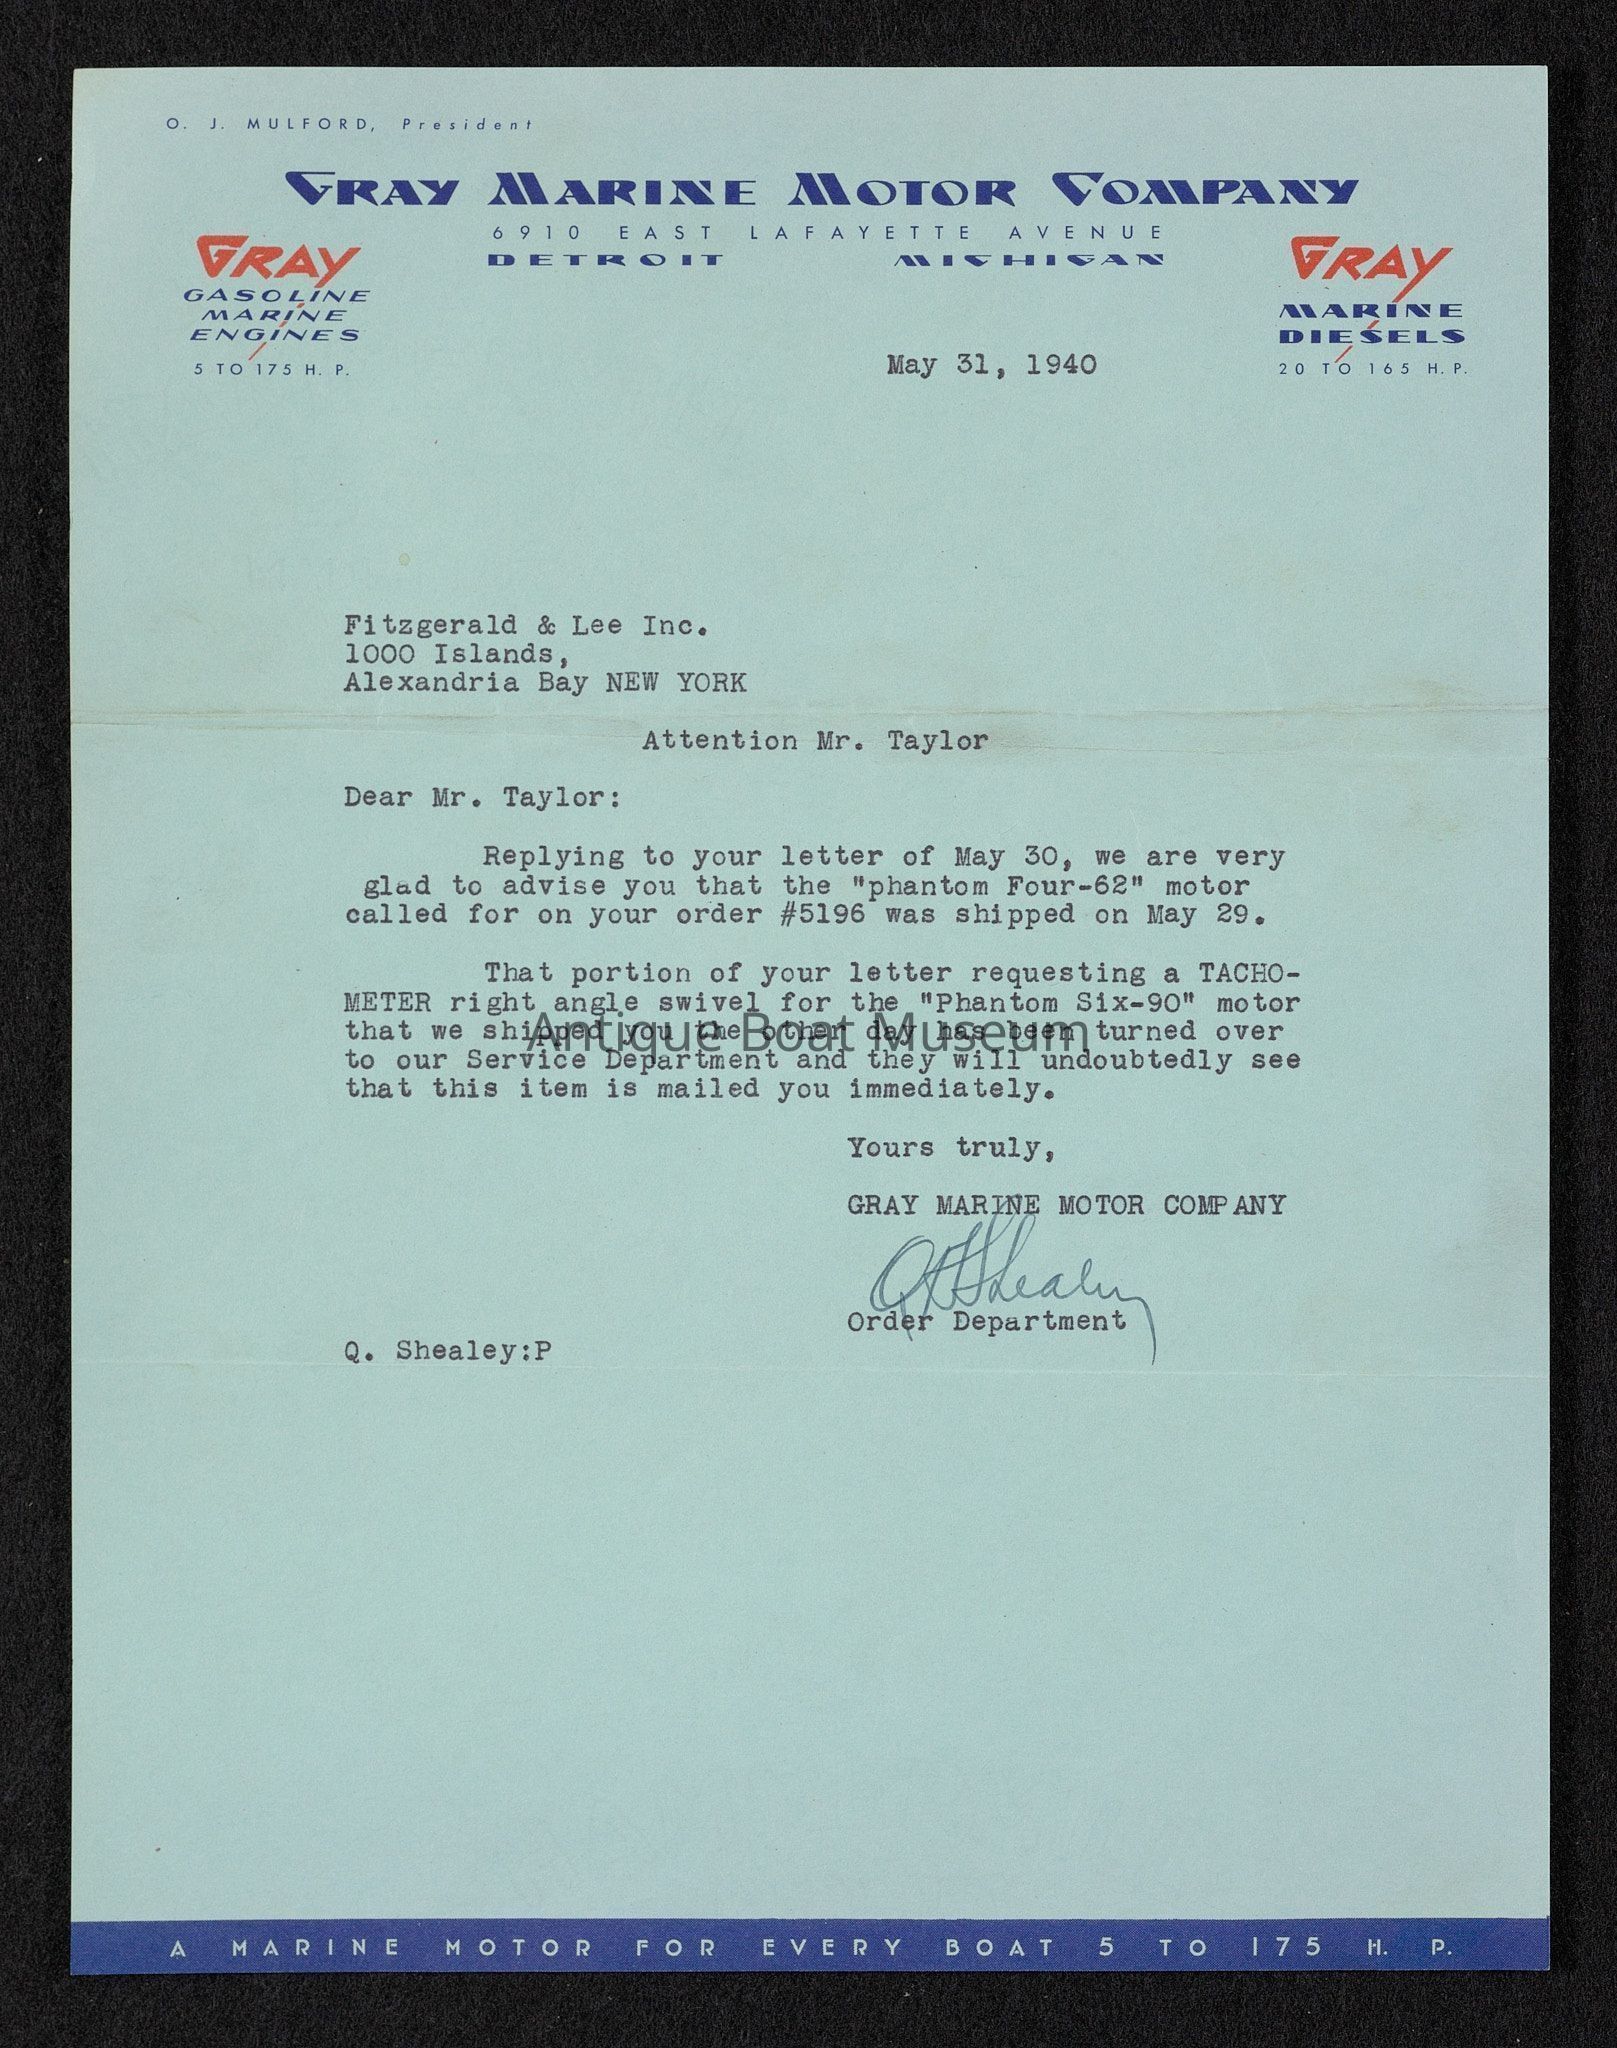 O. J. MULFORD, President
GRAY MARINE MOTOR COMPANY
6910 EAST LAFAYETTE AVENUE
DETROIT MICHIGAN
GRAY
GASOLINE
MARINE
ENGINES
5 TO 175 H. P.
GRAY
MARINE
DIESELS
20 TO 165 H. P.
May 31, 1940
Fitzgerald & Lee Inc.
1000 Islands,
Alexandria Bay NEW YORK
Attention Mr. Taylor
Dear Mr. Taylor:
Replying to your letter of May 30, we are very
glad to advise you that the "phantom Four-62" motor
called for on your order #5196 was shipped on May 29.
That portion of your letter requesting a TACHO-
METER right angle swivel for the "Phantom Six-90" motor
that we shipped you the other day has been turned over
Antique Boat Museum
to our Service Department and they will undoubtedly see
that this item is mailed you immediately.
Yours truly,
GRAY MARINE MOTOR COMPANY
Q Shealey
Order Department
Q. Shealey:P
A MARINE MOTOR FOR EVERY BOAT 5 TO 175 H. P.